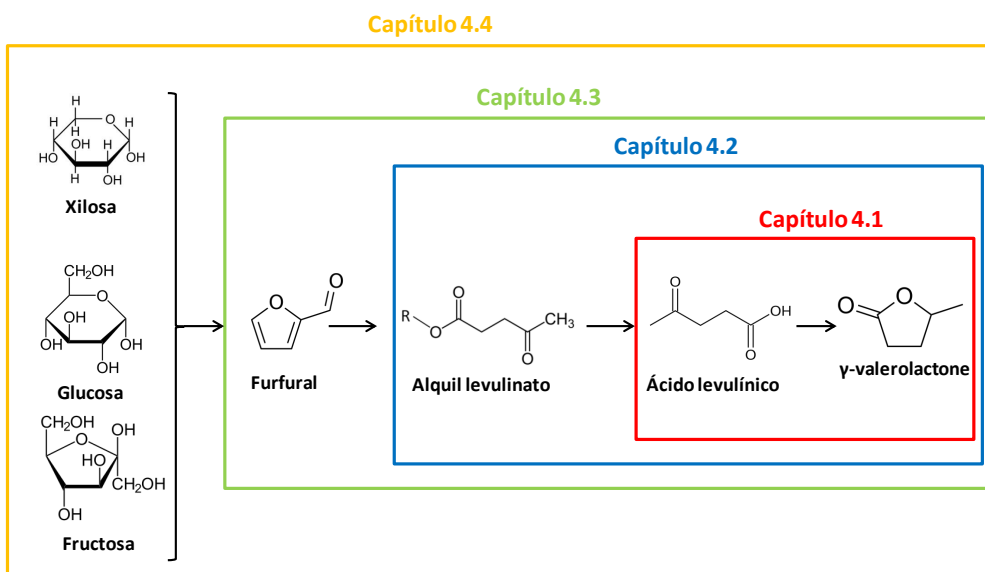 Capítulo 4.4
Capítulo 4.3
Capítulo 4.2
Capítulo 4.1
H
H
O
H
H
OH
H
HO
H
OH
OH
Xilosa
CH2OH
O
OH
OH
OH
OH
Glucosa
CH2OH
O
OH
HO
CH2OH
OH
Fructosa
O
O
Furfural
O
R
O
CH3
O
Alquil levulinato
O
OH
O
Ácido levulínico
O
O
γ-valerolactone